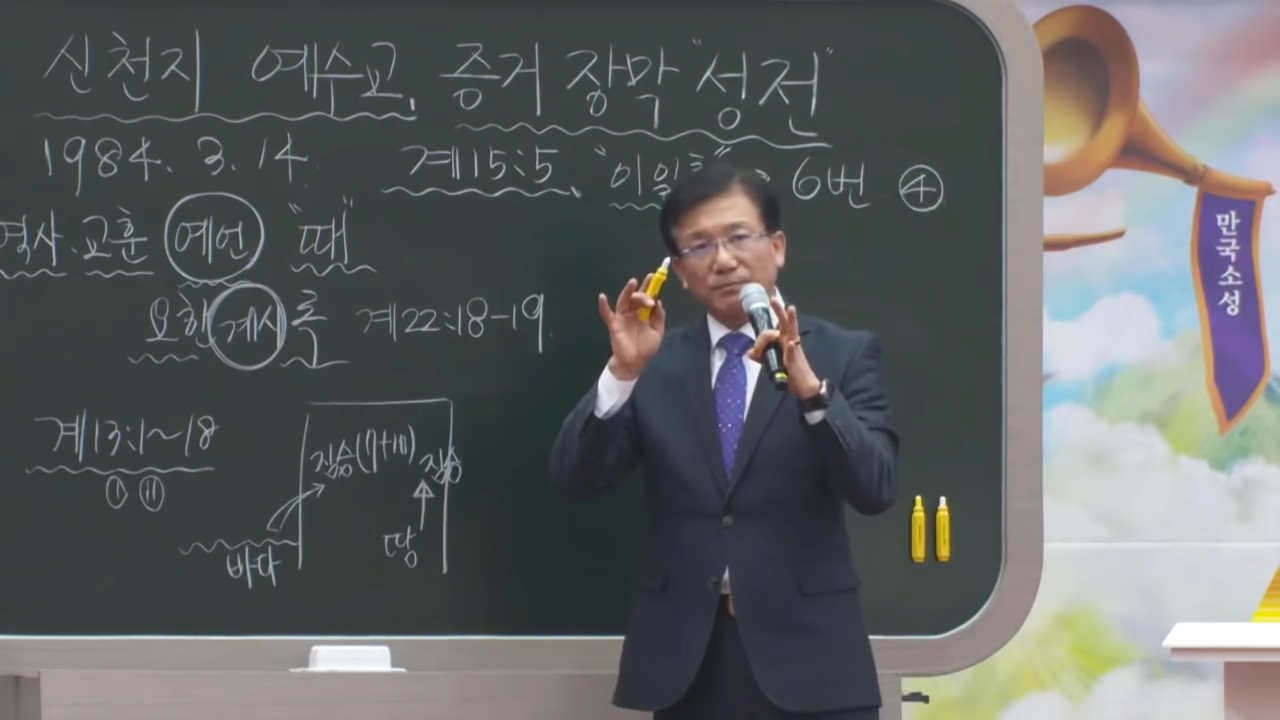 신천지 예수교, 증거장막 "성전"
1984. 3. 14. 계15:5, "이일 6번 ④
역사·교훈 예언 "때"
요한계시록 계22:18-19.
계13:1~18
① ⑪
짐승(7+10) 짐승
바다 땅
만국소성